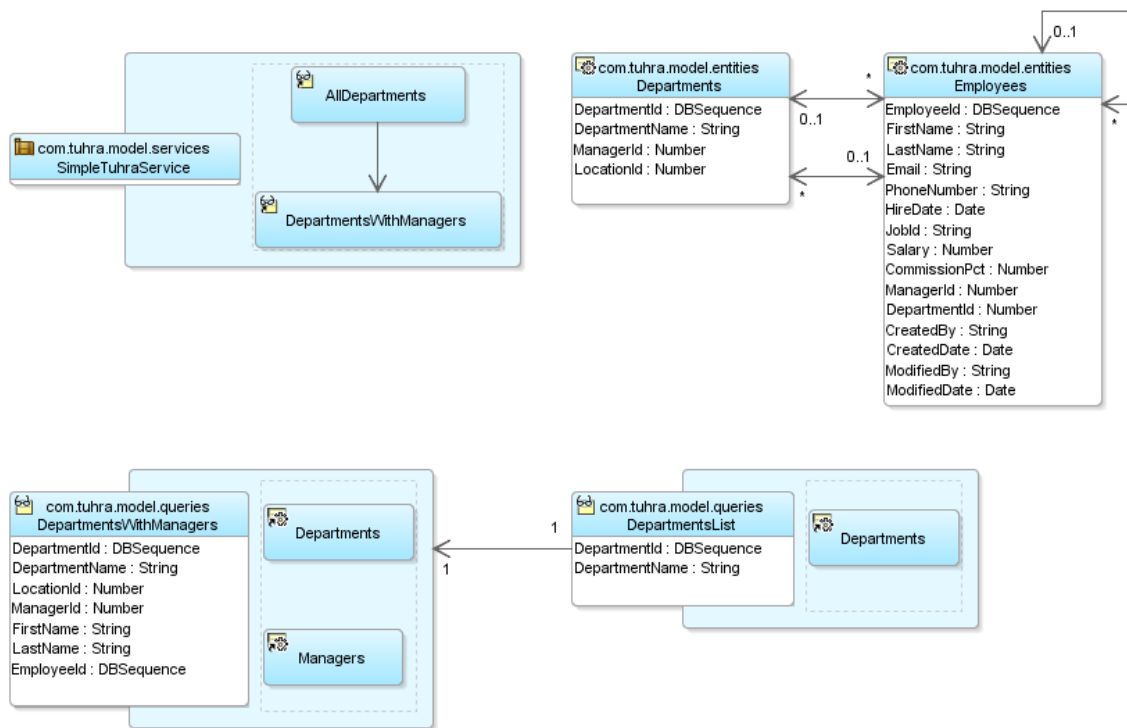 AllDepartments
com.tuhra.model.services
SimpleTuhraService
DepartmentsWithManagers
com.tuhra.model.entities
Departments
DepartmentId : DBSequence
DepartmentName : String
ManagerId : Number
LocationId : Number
*
0..1
0..1
*
0..1
*
com.tuhra.model.entities
Employees
EmployeeId : DBSequence
FirstName : String
LastName : String
Email : String
PhoneNumber : String
HireDate : Date
JobId : String
Salary : Number
CommissionPct : Number
ManagerId : Number
DepartmentId : Number
CreatedBy : String
CreatedDate : Date
ModifiedBy : String
ModifiedDate : Date
com.tuhra.model.queries
DepartmentsWithManagers
DepartmentId : DBSequence
DepartmentName : String
LocationId : Number
ManagerId : Number
FirstName : String
LastName : String
EmployeeId : DBSequence
Departments
Managers
1
1
com.tuhra.model.queries
DepartmentsList
DepartmentId : DBSequence
DepartmentName : String
Departments